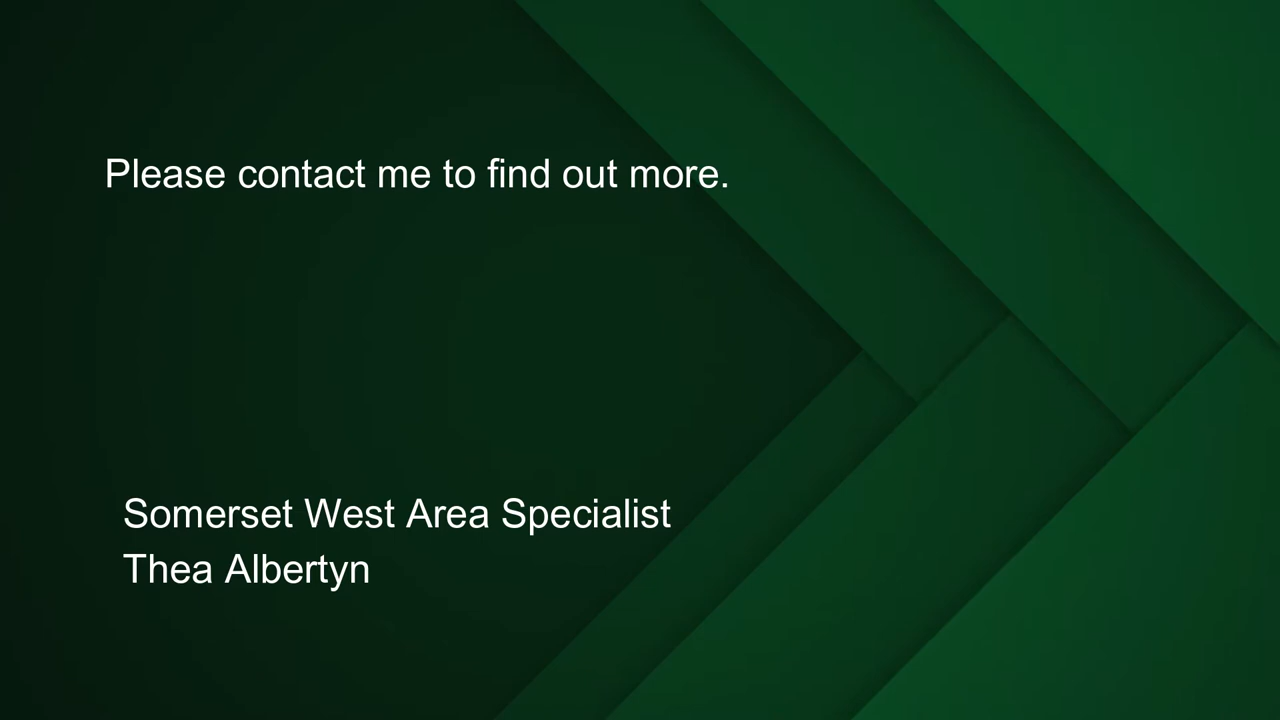 Please contact me to find out more.
Somerset West Area Specialist
Thea Albertyn